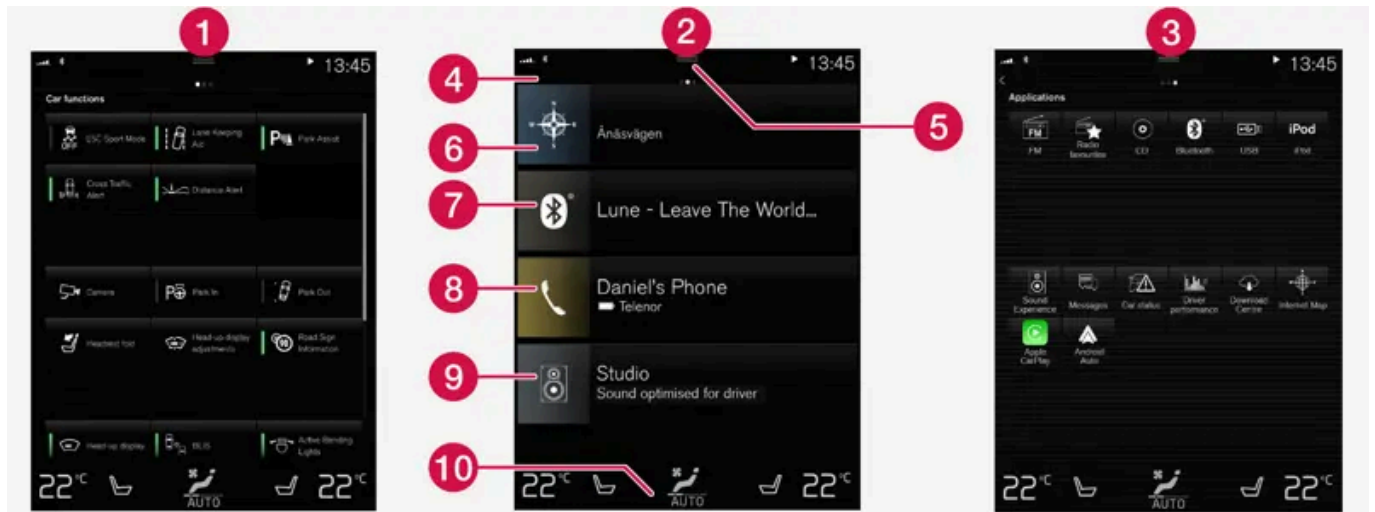 1
2
3
13:45
Car functions
ESC Sport Mode
OFF
Lane Keeping
Aid
Park Assist
Cross Traffic
Alert
Distance Alert
Camera
Park In
Park Out
Headrest fold
Head-up display
adjustments
Road Sign
Information
Head-up display
BLIS
Active Bending
Lights
22°C
AUTO
22°C
4
13:45
5
6
Änäsvägen
7
Lune - Leave The World...
8
Daniel's Phone
Telenor
9
Studio
Sound optimised for driver
10
22°C
AUTO
22°C
13:45
Applications
FM
FM
Radio
favourites
CD
Bluetooth
USB
iPod
iPod
Sound
Experience
Messages
Car status
Driver
performance
Download
Centre
Internet Map
Apple
CarPlay
Android
Auto
22°C
AUTO
22°C